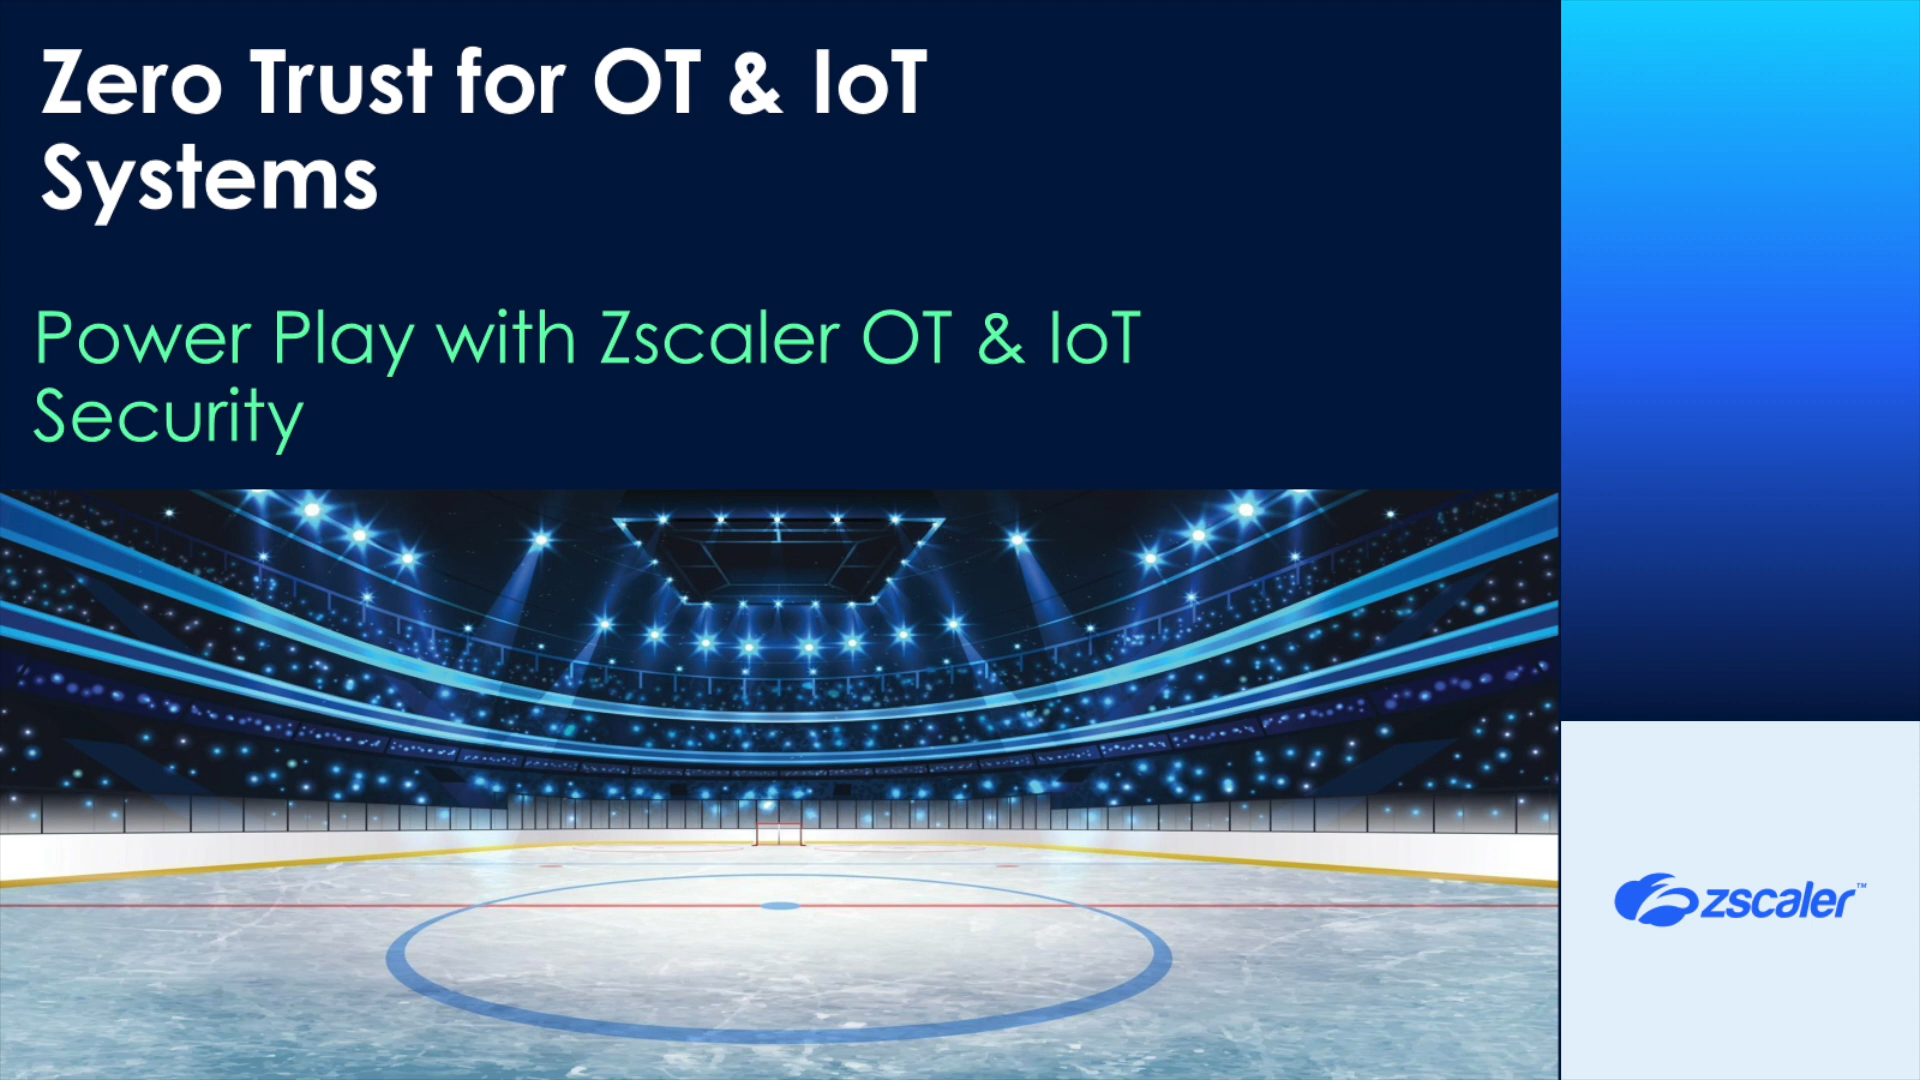 Zero Trust for OT & IoT
Systems
Power Play with Zscaler OT & IoT
Security
zscaler™